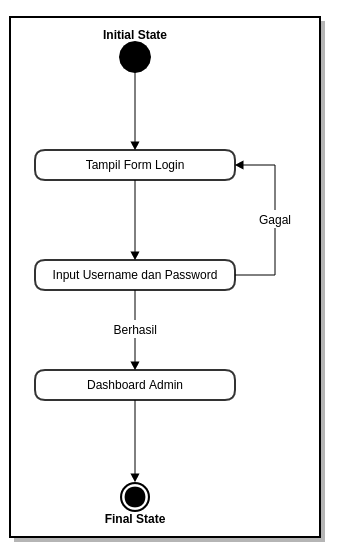 Initial State
Tampil Form Login
Gagal
Input Username dan Password
Berhasil
Dashboard Admin
Final State